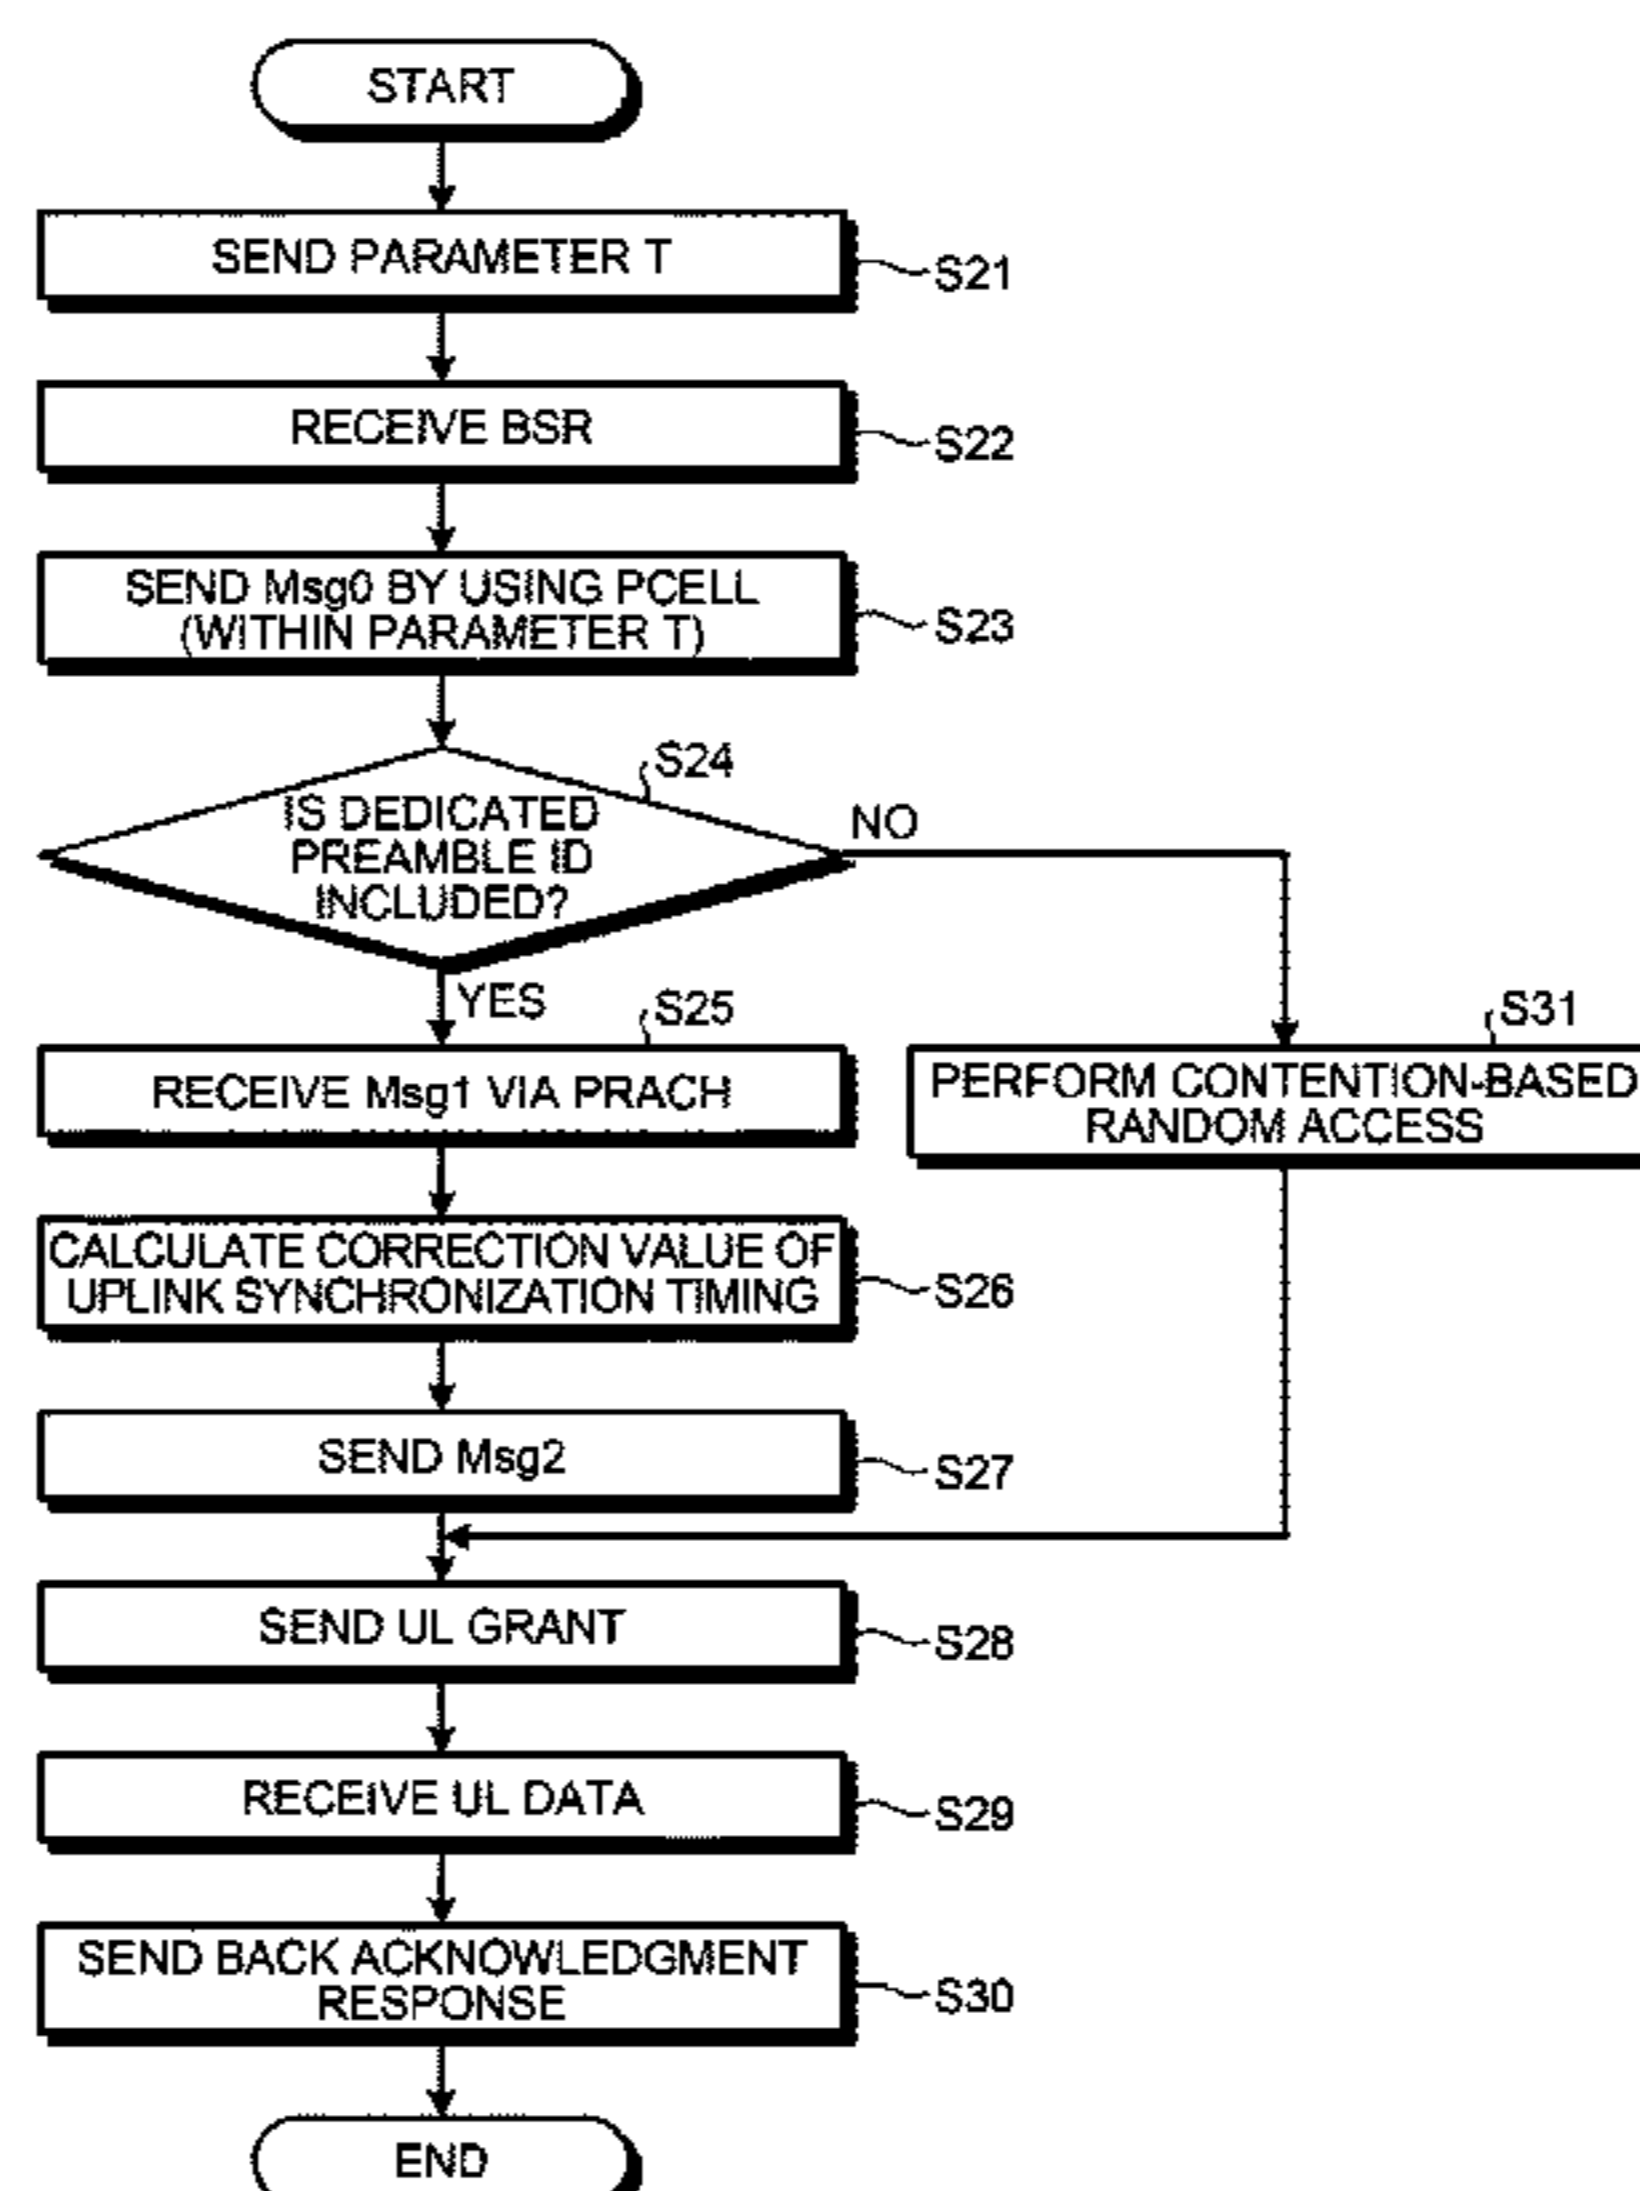 START
SEND PARAMETER T
S21
RECEIVE BSR
S22
SEND Msg0 BY USING PCELL
(WITHIN PARAMETER T)
S23
S24
IS DEDICATED
PREAMBLE ID
INCLUDED?
NO
YES
S25
RECEIVE Msg1 VIA PRACH
S31
PERFORM CONTENTION-BASED
RANDOM ACCESS
CALCULATE CORRECTION VALUE OF
UPLINK SYNCHRONIZATION TIMING
S26
SEND Msg2
S27
SEND UL GRANT
S28
RECEIVE UL DATA
S29
SEND BACK ACKNOWLEDGMENT
RESPONSE
S30
END